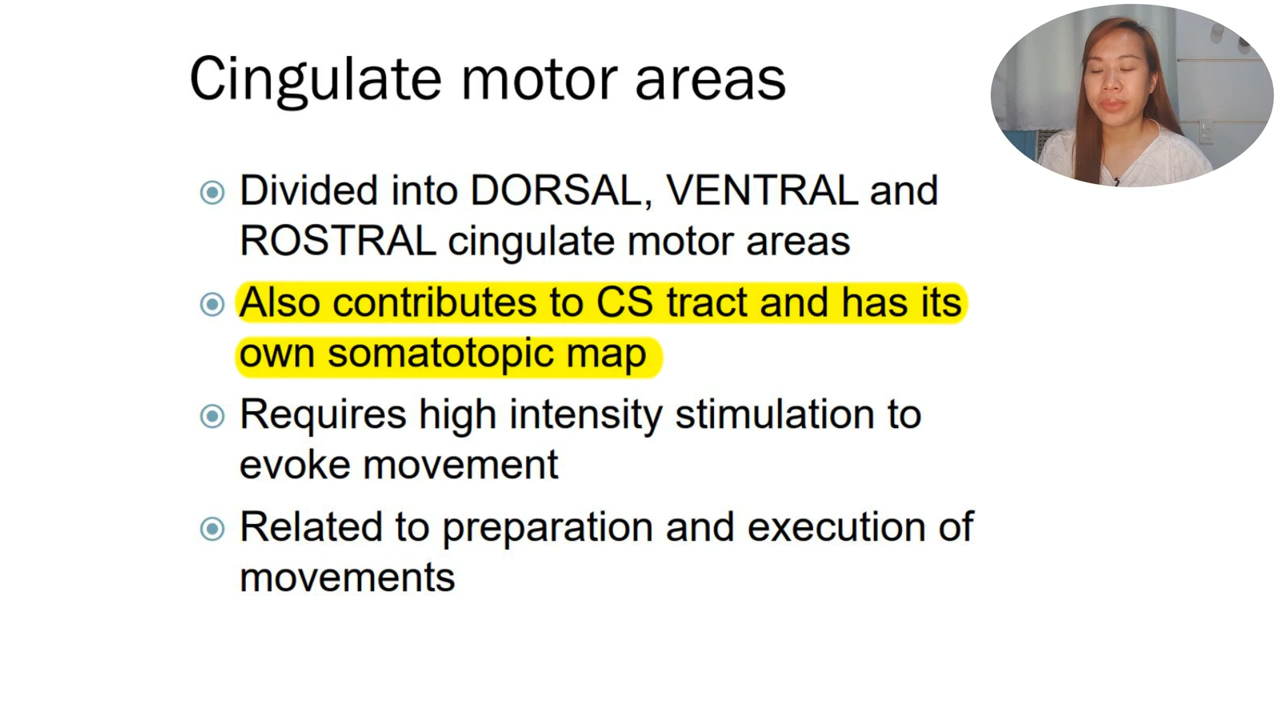 Cingulate motor areas
Divided into DORSAL, VENTRAL and
ROSTRAL cingulate motor areas
Also contributes to CS tract and has its
own somatotopic map
Requires high intensity stimulation to
evoke movement
Related to preparation and execution of
movements